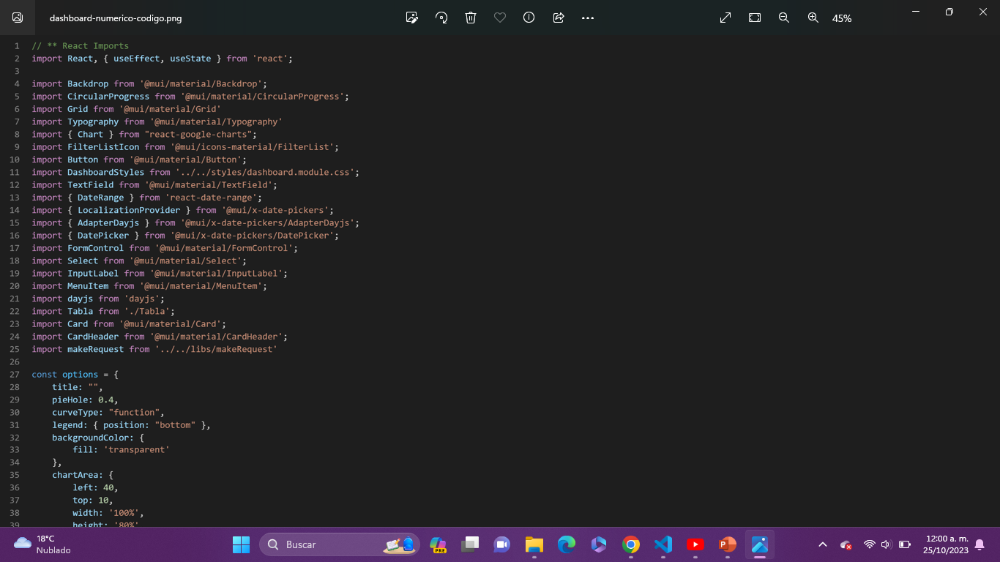 dashboard-numerico-codigo.png
45%
1 // ** React Imports
2 import React, { useEffect, useState } from 'react';
3
4 import Backdrop from '@mui/material/Backdrop';
5 import CircularProgress from '@mui/material/CircularProgress';
6 import Grid from '@mui/material/Grid'
7 import Typography from '@mui/material/Typography'
8 import { Chart } from "react-google-charts";
9 import FilterListIcon from '@mui/icons-material/FilterList';
10 import Button from '@mui/material/Button';
11 import DashboardStyles from '../../styles/dashboard.module.css';
12 import TextField from '@mui/material/TextField';
13 import { DateRange } from 'react-date-range';
14 import { LocalizationProvider } from '@mui/x-date-pickers';
15 import { AdapterDayjs } from '@mui/x-date-pickers/AdapterDayjs';
16 import { DatePicker } from '@mui/x-date-pickers/DatePicker';
17 import FormControl from '@mui/material/FormControl';
18 import Select from '@mui/material/Select';
19 import InputLabel from '@mui/material/InputLabel';
20 import MenuItem from '@mui/material/MenuItem';
21 import dayjs from 'dayjs';
22 import Tabla from './Tabla';
23 import Card from '@mui/material/Card';
24 import CardHeader from '@mui/material/CardHeader';
25 import makeRequest from '../../libs/makeRequest'
26
27 const options = {
28 title: "",
29 pieHole: 0.4,
30 curveType: "function",
31 legend: { position: "bottom" },
32 backgroundColor: {
33 fill: 'transparent'
34 },
35 chartArea: {
36 left: 40,
37 top: 10,
38 width: '100%',
39 height: '80%'
18°C
Nublado
Buscar
PRE
12:00 a. m.
25/10/2023